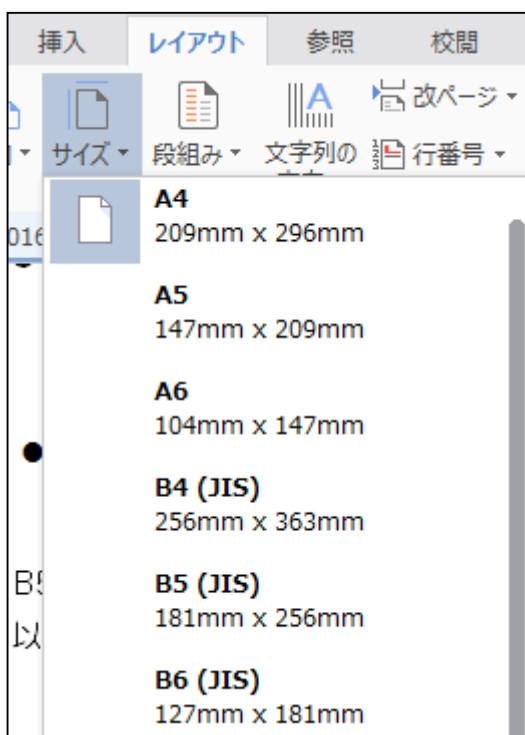 挿入 レイアウト 参照 校閲
サイズ 段組み 文字列の 改ページ
行番号
A4
209mm x 296mm
016
A5
147mm x 209mm
A6
104mm x 147mm
B4 (JIS)
256mm x 363mm
B5 (JIS)
181mm x 256mm
以
B6 (JIS)
127mm x 181mm